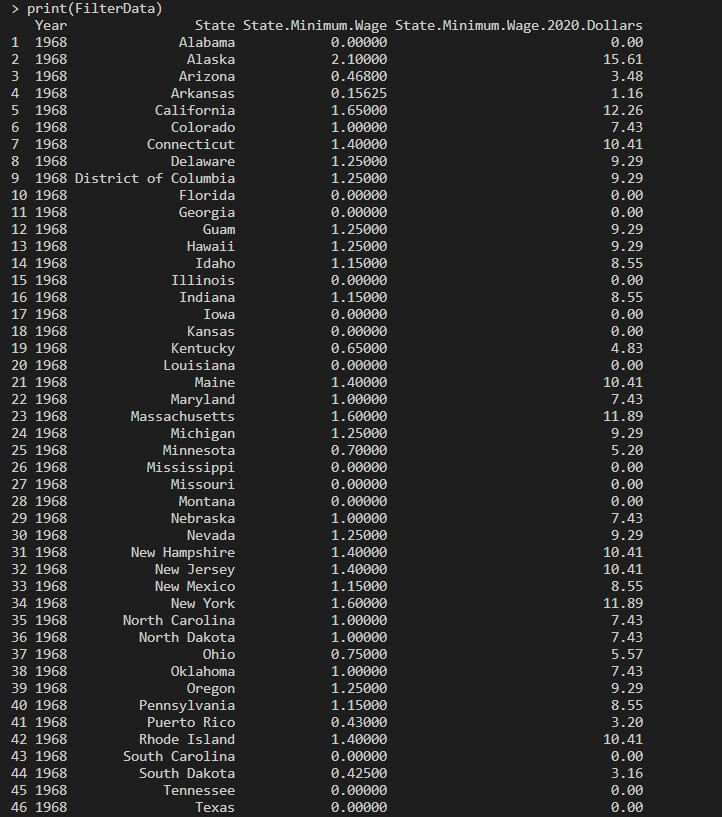 > print(FilterData)
Year State State.Minimum.Wage State.Minimum.Wage.2020.Dollars
1 1968 Alabama 0.00000 0.00
2 1968 Alaska 2.10000 15.61
3 1968 Arizona 0.46800 3.48
4 1968 Arkansas 0.15625 1.16
5 1968 California 1.65000 12.26
6 1968 Colorado 1.00000 7.43
7 1968 Connecticut 1.40000 10.41
8 1968 Delaware 1.25000 9.29
9 1968 District of Columbia 1.25000 9.29
10 1968 Florida 0.00000 0.00
11 1968 Georgia 0.00000 0.00
12 1968 Guam 1.25000 9.29
13 1968 Hawaii 1.25000 9.29
14 1968 Idaho 1.15000 8.55
15 1968 Illinois 0.00000 0.00
16 1968 Indiana 1.15000 8.55
17 1968 Iowa 0.00000 0.00
18 1968 Kansas 0.00000 0.00
19 1968 Kentucky 0.65000 4.83
20 1968 Louisiana 0.00000 0.00
21 1968 Maine 1.40000 10.41
22 1968 Maryland 1.00000 7.43
23 1968 Massachusetts 1.60000 11.89
24 1968 Michigan 1.25000 9.29
25 1968 Minnesota 0.70000 5.20
26 1968 Mississippi 0.00000 0.00
27 1968 Missouri 0.00000 0.00
28 1968 Montana 0.00000 0.00
29 1968 Nebraska 1.00000 7.43
30 1968 Nevada 1.25000 9.29
31 1968 New Hampshire 1.40000 10.41
32 1968 New Jersey 1.40000 10.41
33 1968 New Mexico 1.15000 8.55
34 1968 New York 1.60000 11.89
35 1968 North Carolina 1.00000 7.43
36 1968 North Dakota 1.00000 7.43
37 1968 Ohio 0.75000 5.57
38 1968 Oklahoma 1.00000 7.43
39 1968 Oregon 1.25000 9.29
40 1968 Pennsylvania 1.15000 8.55
41 1968 Puerto Rico 0.43000 3.20
42 1968 Rhode Island 1.40000 10.41
43 1968 South Carolina 0.00000 0.00
44 1968 South Dakota 0.42500 3.16
45 1968 Tennessee 0.00000 0.00
46 1968 Texas 0.00000 0.00